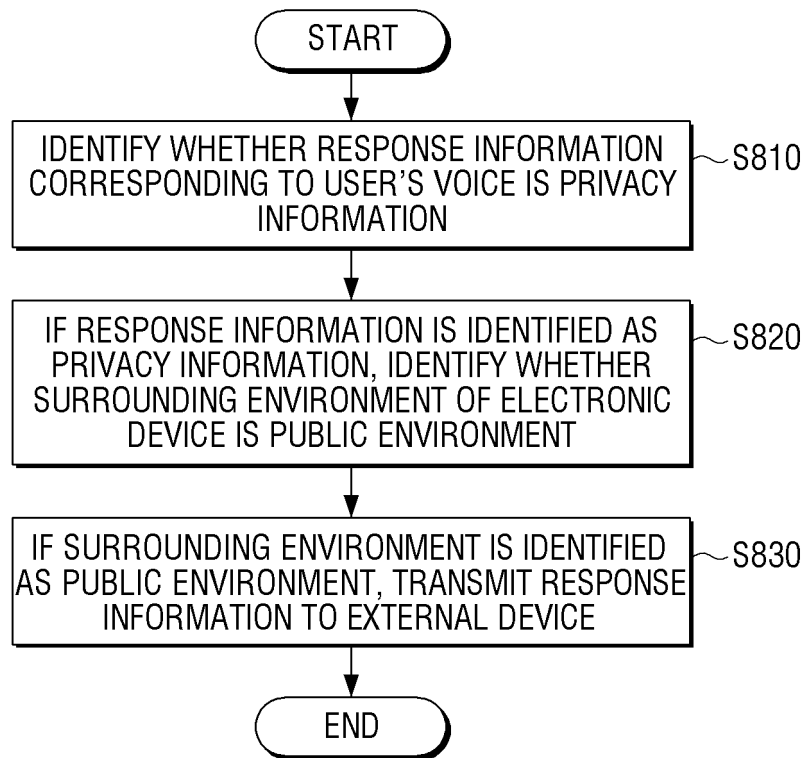 START
IDENTIFY WHETHER RESPONSE INFORMATION
CORRESPONDING TO USER'S VOICE IS PRIVACY
INFORMATION
S810
IF RESPONSE INFORMATION IS IDENTIFIED AS
PRIVACY INFORMATION, IDENTIFY WHETHER
SURROUNDING ENVIRONMENT OF ELECTRONIC
DEVICE IS PUBLIC ENVIRONMENT
S820
IF SURROUNDING ENVIRONMENT IS IDENTIFIED
AS PUBLIC ENVIRONMENT, TRANSMIT RESPONSE
INFORMATION TO EXTERNAL DEVICE
S830
END